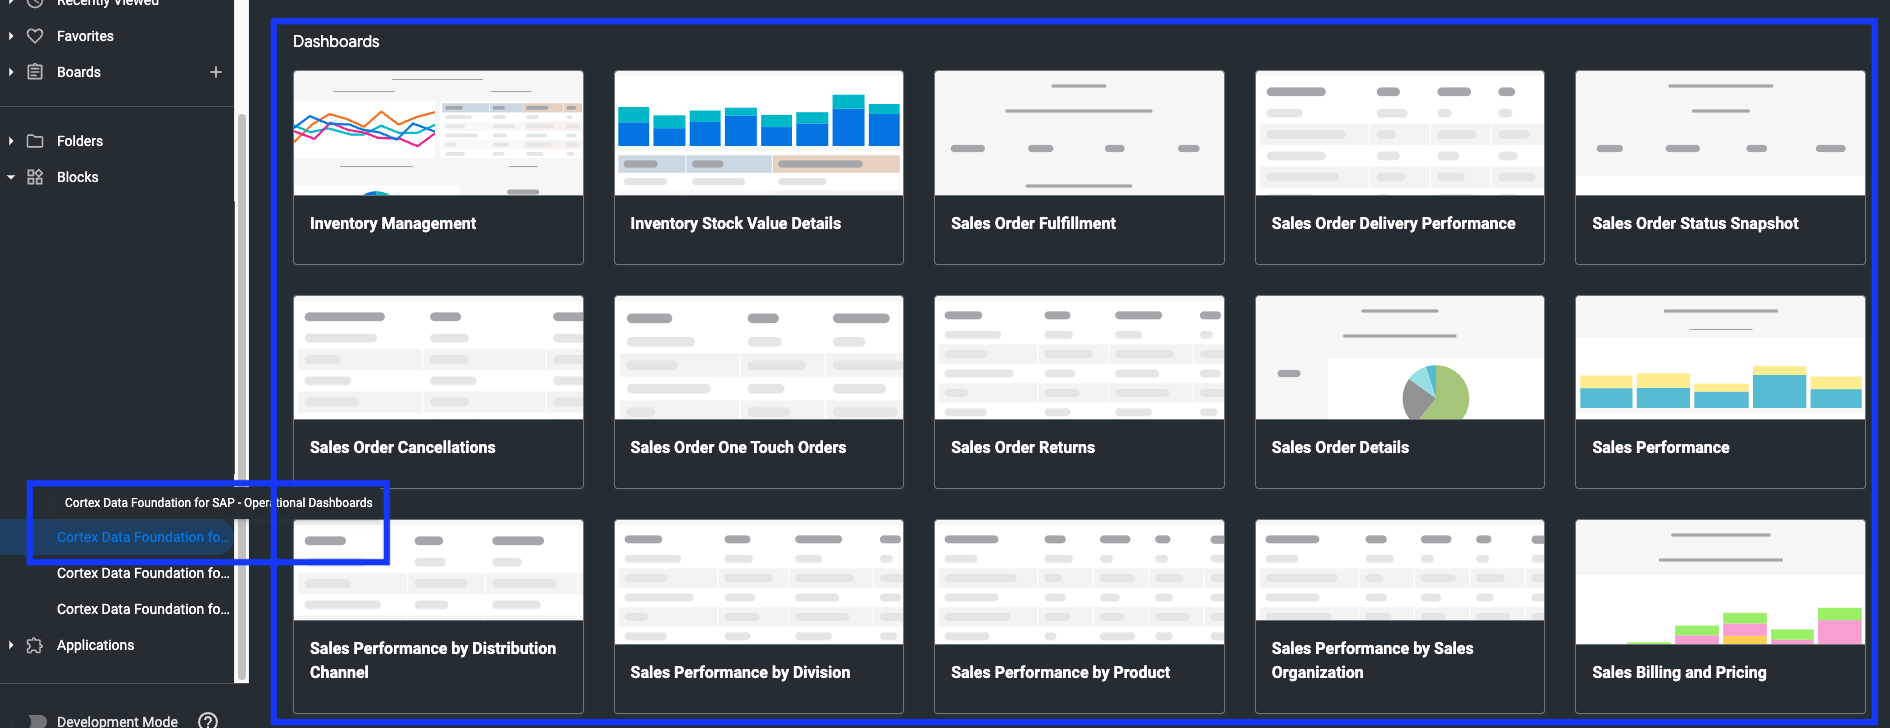 Recently Viewed
Favorites
Boards
Folders
Blocks
Cortex Data Foundation for SAP - Operational Dashboards
Cortex Data Foundation fo...
Cortex Data Foundation fo...
Cortex Data Foundation fo...
Applications
Development Mode
Dashboards
Inventory Management
Inventory Stock Value Details
Sales Order Fulfillment
Sales Order Delivery Performance
Sales Order Status Snapshot
Sales Order Cancellations
Sales Order One Touch Orders
Sales Order Returns
Sales Order Details
Sales Performance
Sales Performance by Distribution
Channel
Sales Performance by Division
Sales Performance by Product
Sales Performance by Sales
Organization
Sales Billing and Pricing